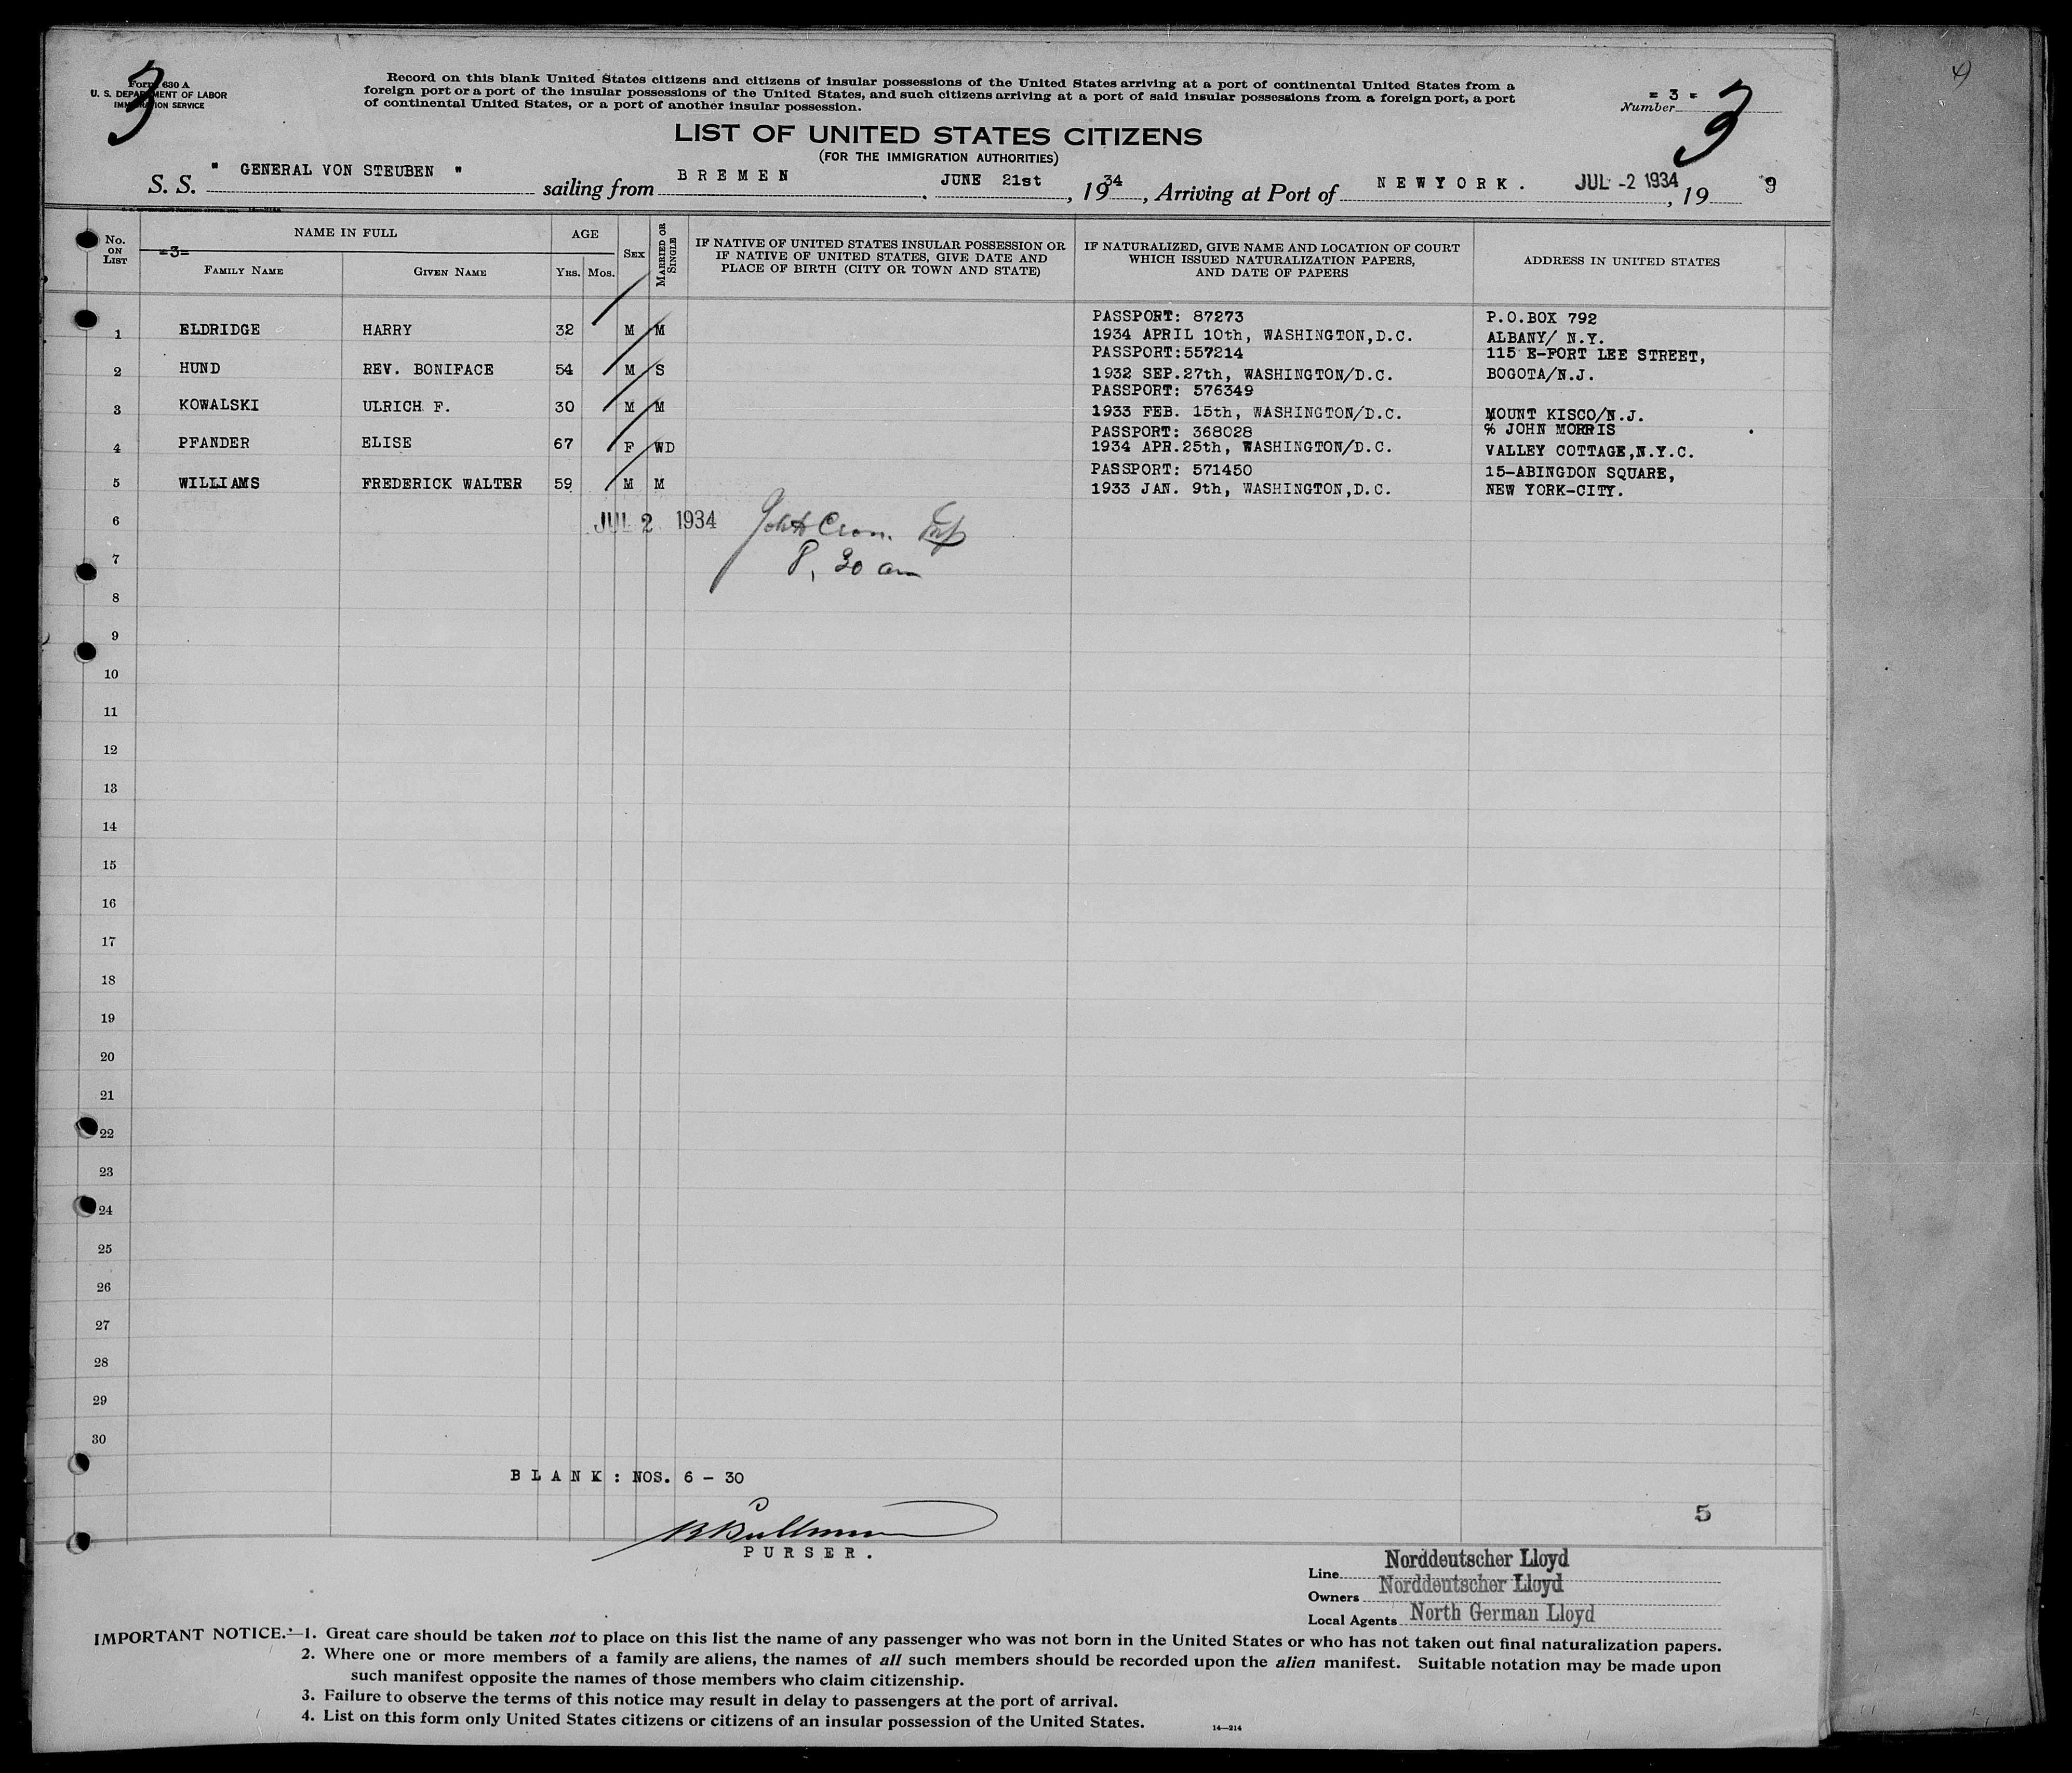 Form 630 A
U. S. DEPARTMENT OF LABOR
IMMIGRATION SERVICE
3
Record on this blank United States citizens and citizens of insular possessions of the United States arriving at a port of continental United States from a
foreign port or a port of the insular possessions of the United States, and such citizens arriving at a port of said insular possessions from a foreign port, a port
of continental United States, or a port of another insular possession.
= 3 =
Number
3
LIST OF UNITED STATES CITIZENS
(FOR THE IMMIGRATION AUTHORITIES)
S. S. " GENERAL VON STEUBEN " sailing from BREMEN, JUNE 21st, 1934, Arriving at Port of NEWYORK. JUL -2 1934, 19 9
No. ON LIST
NAME IN FULL
=3=
FAMILY NAME
GIVEN NAME
AGE
YRS. MOS.
SEX
MARRIED OR SINGLE
IF NATIVE OF UNITED STATES INSULAR POSSESSION OR
IF NATIVE OF UNITED STATES, GIVE DATE AND
PLACE OF BIRTH (CITY OR TOWN AND STATE)
IF NATURALIZED, GIVE NAME AND LOCATION OF COURT
WHICH ISSUED NATURALIZATION PAPERS,
AND DATE OF PAPERS
ADDRESS IN UNITED STATES
PASSPORT: 87273 P.O.BOX 792
1 ELDRIDGE HARRY 32 M M 1934 APRIL 10th, WASHINGTON,D.C. ALBANY/ N.Y.
PASSPORT:557214 115 E-FORT LEE STREET,
2 HUND REV. BONIFACE 54 M S 1932 SEP.27th, WASHINGTON/D.C. BOGOTA/N.J.
PASSPORT: 576349
3 KOWALSKI ULRICH F. 30 M M 1933 FEB. 15th, WASHINGTON/D.C. MOUNT KISCO/N.J.
PASSPORT: 368028 % JOHN MORRIS
4 PFANDER ELISE 67 F WD 1934 APR.25th, WASHINGTON/D.C. VALLEY COTTAGE,N.Y.C.
PASSPORT: 571450 15-ABINGDON SQUARE,
5 WILLIAMS FREDERICK WALTER 59 M M 1933 JAN. 9th, WASHINGTON,D.C. NEW YORK-CITY.
6 JUL 2 1934
7 30 am
8
9
10
11
12
13
14
15
16
17
18
19
20
21
22
23
24
25
26
27
28
29
30
BLANK: NOS. 6 - 30
5
PURSER.
Line Norddeutscher Lloyd
Owners Norddeutscher Lloyd
Local Agents North German Lloyd
IMPORTANT NOTICE.—1. Great care should be taken not to place on this list the name of any passenger who was not born in the United States or who has not taken out final naturalization papers.
2. Where one or more members of a family are aliens, the names of all such members should be recorded upon the alien manifest. Suitable notation may be made upon
such manifest opposite the names of those members who claim citizenship.
3. Failure to observe the terms of this notice may result in delay to passengers at the port of arrival.
4. List on this form only United States citizens or citizens of an insular possession of the United States.
14—214